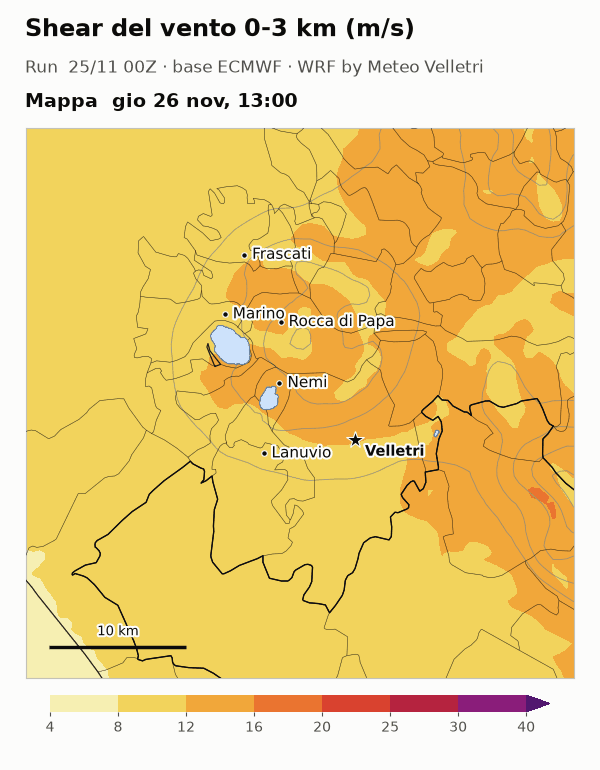 Shear del vento 0-3 km (m/s)
Run  25/11 00Z · base ECMWF · WRF by Meteo Velletri
Mappa  gio 26 nov, 13:00
Frascati
Marino
Rocca di Papa
Nemi
Velletri
Lanuvio
10 km
4 8 12 16 20 25 30 40